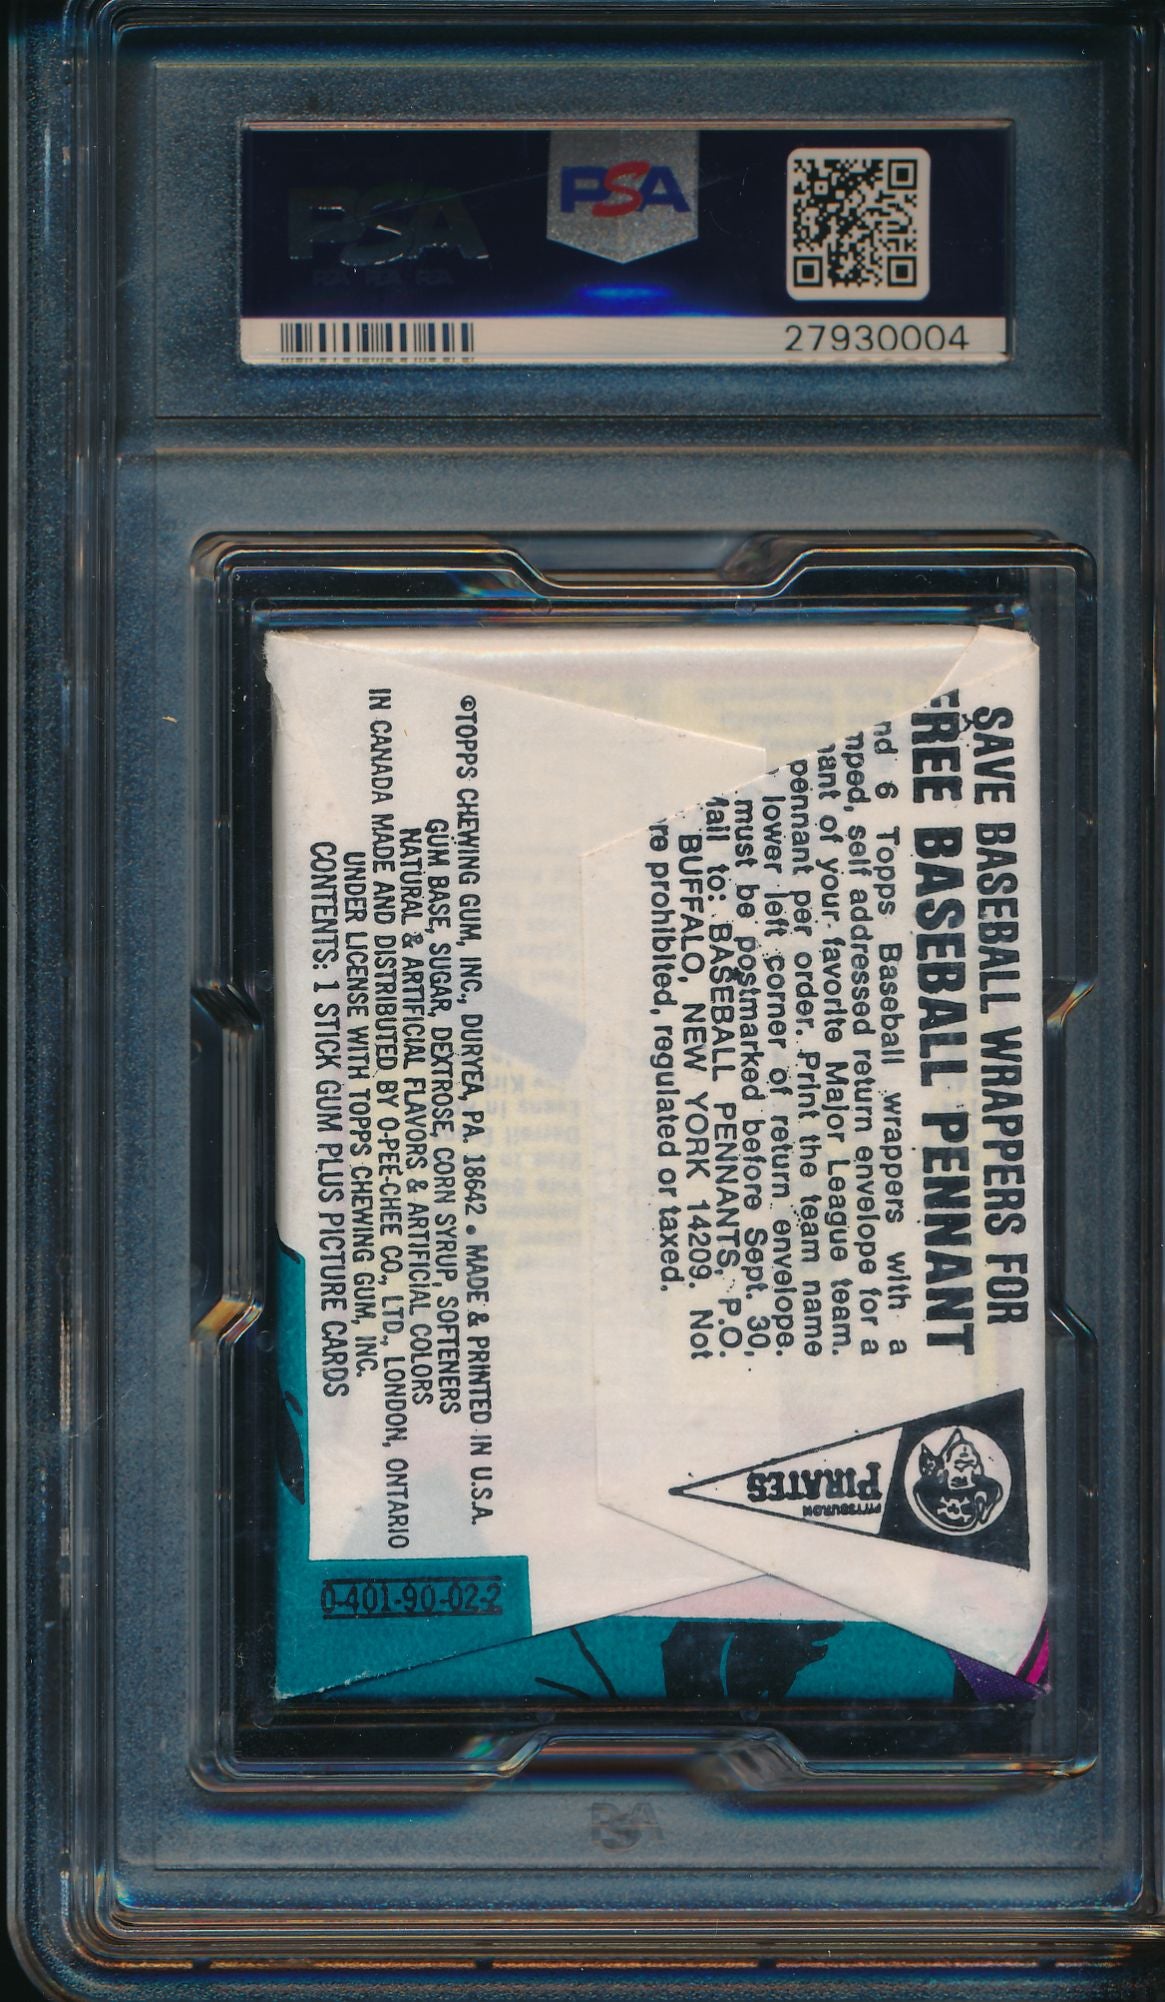 PSA
PSA
PSA PSA PSA
27930004
SAVE BASEBALL WRAPPERS FOR
FREE BASEBALL PENNANT
nd 6 Topps Baseball wrappers with a
mped, self addressed return envelope for a
nant of your favorite Major League team.
pennant per order. Print the team name
lower left corner of return envelope.
must be postmarked before Sept. 30,
Mail to: BASEBALL PENNANTS, P.O.
BUFFALO, NEW YORK 14209. Not
re prohibited, regulated or taxed.
PITTSBURGH
PIRATES
©TOPPS CHEWING GUM, INC., DURYEA, PA. 18642 • MADE & PRINTED IN U.S.A.
GUM BASE, SUGAR, DEXTROSE, CORN SYRUP, SOFTENERS
NATURAL & ARTIFICIAL FLAVORS & ARTIFICIAL COLORS
IN CANADA MADE AND DISTRIBUTED BY O-PEE-CHEE CO., LTD., LONDON, ONTARIO
UNDER LICENSE WITH TOPPS CHEWING GUM, INC.
CONTENTS: 1 STICK GUM PLUS PICTURE CARDS
0-401-90-02-2
PSA